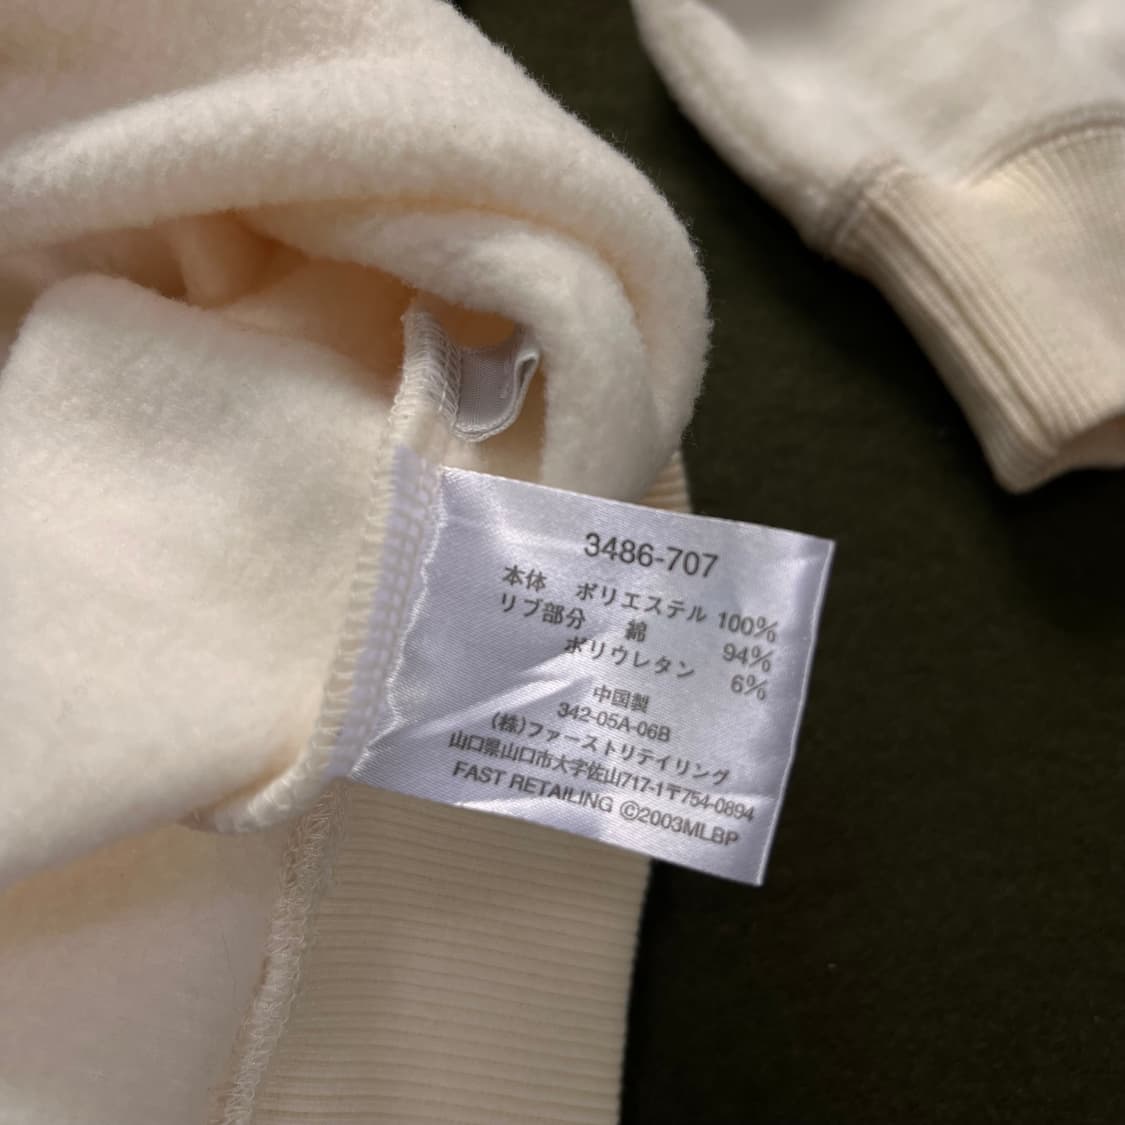 3486-707
本体 ポリエステル 100%
リブ部分 綿 94%
ポリウレタン 6%
中国製
342-05A-06B
(株)ファーストリテイリング
山口県山口市大字佐山717-1〒754-0894
FAST RETAILING ©2003MLBP